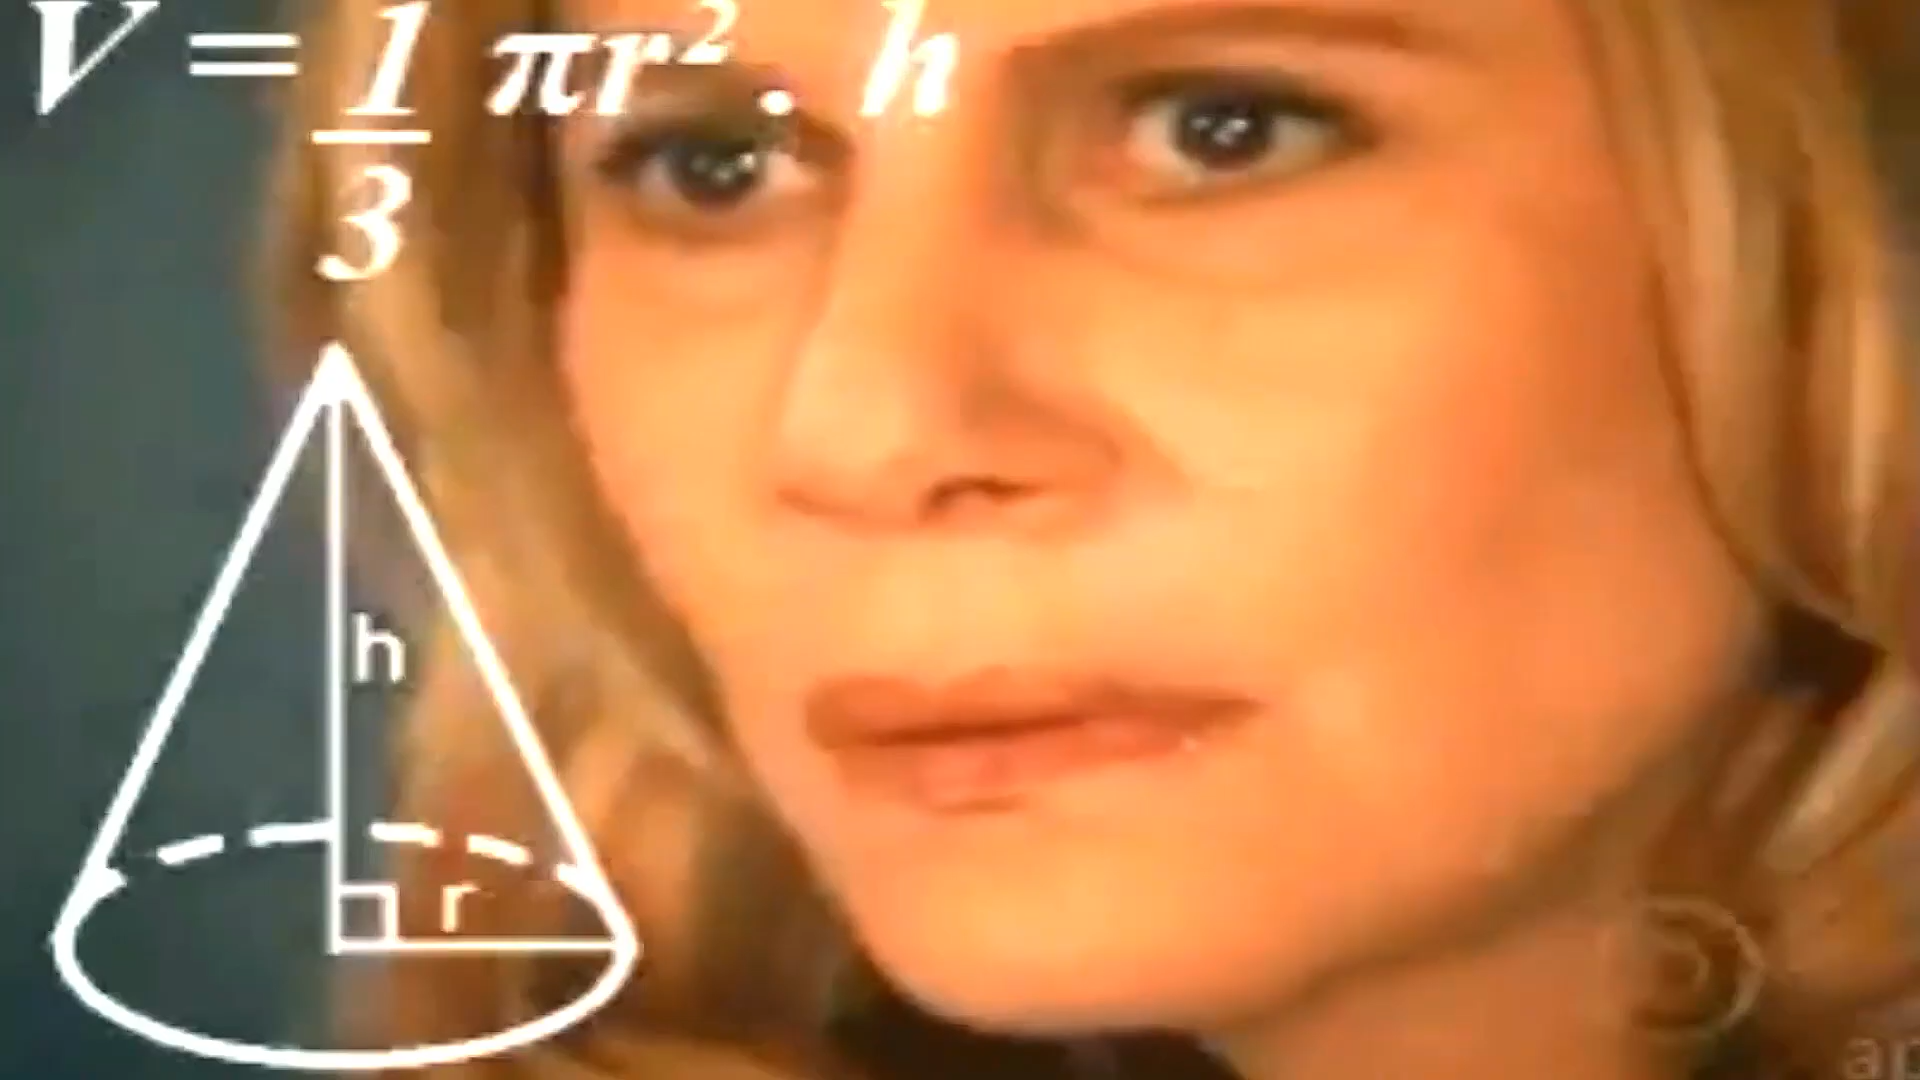 V = 1/3 πr² . h
h
r